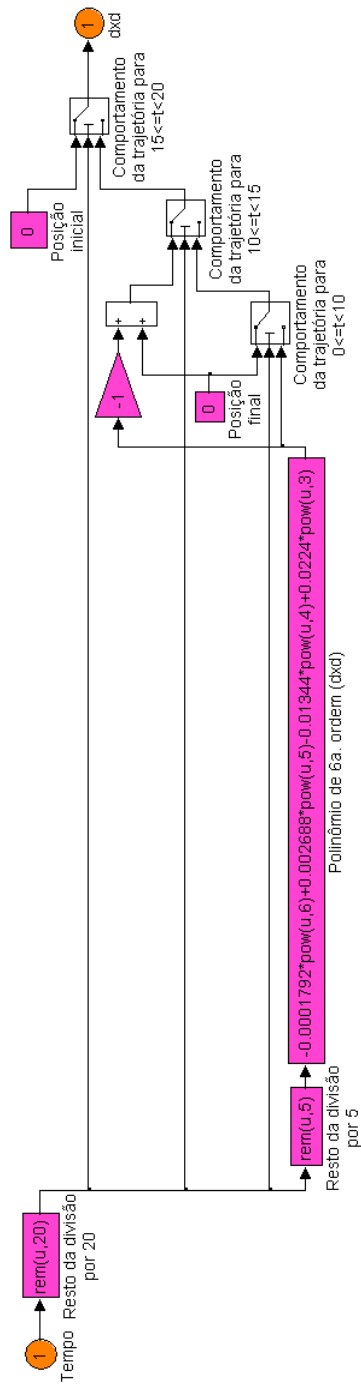 1
Tempo
rem(u,20)
Resto da divisão
por 20
rem(u,5)
Resto da divisão
por 5
-0.0001792*pow(u,6)+0.002688*pow(u,5)-0.01344*pow(u,4)+0.0224*pow(u,3)
Polinômio de 6a. ordem (dxd)
-1
0
Posição
final
+
+
Comportamento
da trajetória para
0<=t<10
Comportamento
da trajetória para
10<=t<15
0
Posição
inicial
Comportamento
da trajetória para
15<=t<20
1
dxd